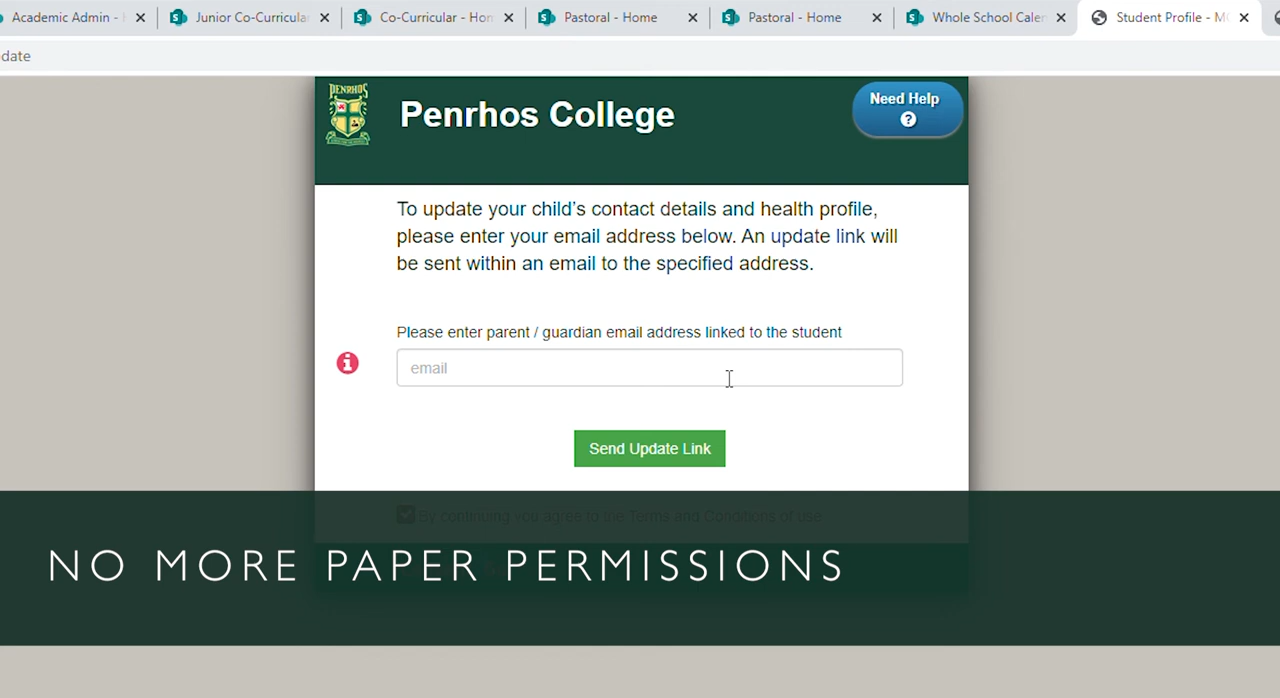 Academic Admin -
Junior Co-Curricular
Co-Curricular - Hom
Pastoral - Home
Pastoral - Home
Whole School Calen
Student Profile - M
date
PENRHOS
Penrhos College
Need Help
?
To update your child's contact details and health profile,
please enter your email address below. An update link will
be sent within an email to the specified address.
Please enter parent / guardian email address linked to the student
email
Send Update Link
By continuing you agree to the Terms and Conditions of use
NO MORE PAPER PERMISSIONS